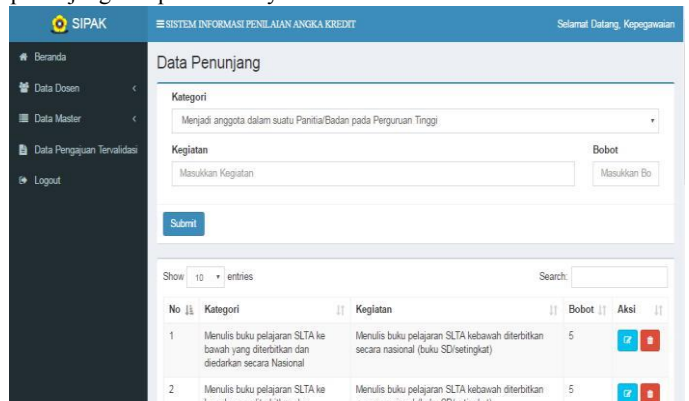 SIPAK
SISTEM INFORMASI PENILAIAN ANGKA KREDIT
Selamat Datang, Kepegawaian
Beranda
Data Dosen
Data Master
Data Pengajuan Tervalidasi
Logout
Data Penunjang
Kategori
Menjadi anggota dalam suatu Panitia/Badan pada Perguruan Tinggi
Kegiatan Bobot
Masukkan Kegiatan Masukkan Bo
Submit
Show 10 entries Search:
No Kategori Kegiatan Bobot Aksi
1 Menulis buku pelajaran SLTA ke Menulis buku pelajaran SLTA kebawah diterbitkan 5
bawah yang diterbitkan dan secara nasional (buku SD/setingkat)
diedarkan secara Nasional
2 Menulis buku pelajaran SLTA ke Menulis buku pelajaran SLTA kebawah diterbitkan 5